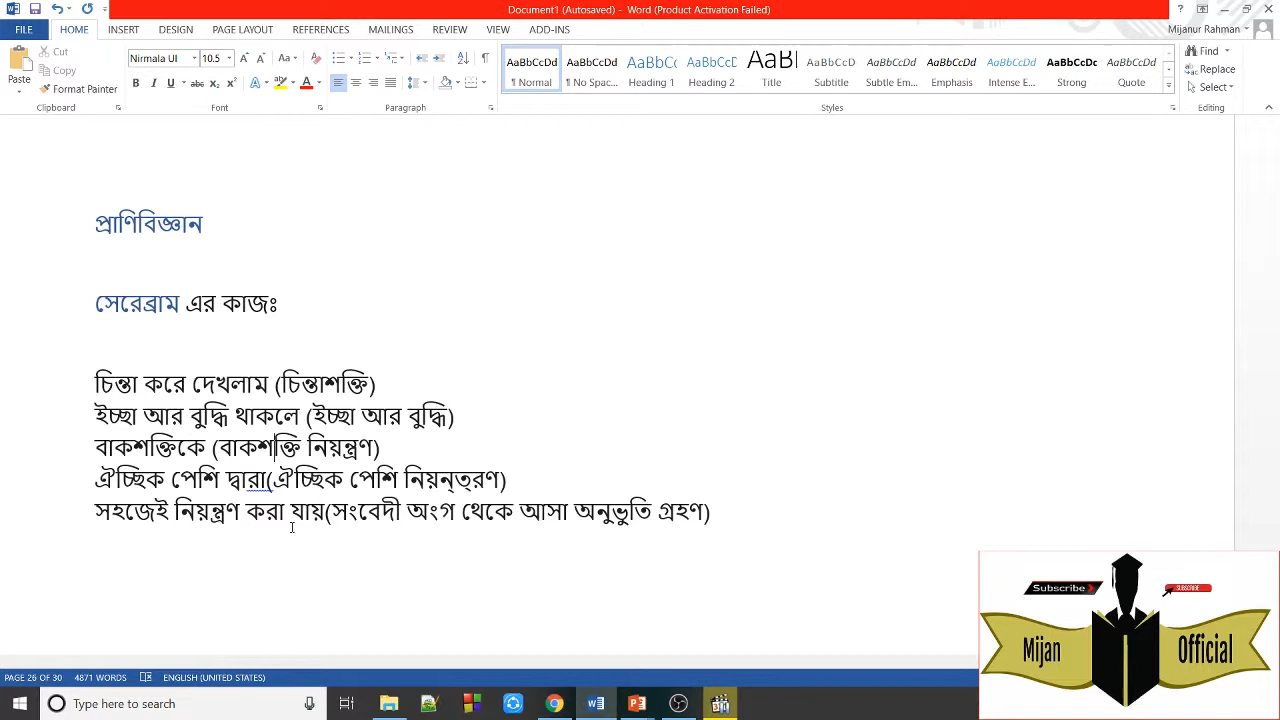 Document1 (Autosaved) - Word (Product Activation Failed)
FILE HOME INSERT DESIGN PAGE LAYOUT REFERENCES MAILINGS REVIEW VIEW ADD-INS Mijanur Rahman
Cut
Copy
Format Painter
Paste
Clipboard
Nirmala UI 10.5
Font
Paragraph
AaBbCcDd AaBbCcDd AaBbCc AaBbCcD AaBl AaBbCcD AaBbCcDd AaBbCcDd AaBbCcDd AaBbCcDc AaBbCcDd
¶ Normal ¶ No Spac... Heading 1 Heading 2 Title Subtitle Subtle Em... Emphasis Intense E... Strong Quote
Styles
Find
Replace
Select
Editing
প্রাণিবিজ্ঞান
সেরেব্রাম এর কাজঃ
চিন্তা করে দেখলাম (চিন্তাশক্তি)
ইচ্ছা আর বুদ্ধি থাকলে (ইচ্ছা আর বুদ্ধি)
বাকশক্তিকে (বাকশক্তি নিয়ন্ত্রণ)
ঐচ্ছিক পেশি দ্বারা(ঐচ্ছিক পেশি নিয়ন্ত্‌রণ)
সহজেই নিয়ন্ত্রণ করা যায়(সংবেদী অংগ থেকে আসা অনুভুতি গ্রহণ)
Subscribe
SUBSCRIBE
Mijan Official
PAGE 26 OF 30 4871 WORDS ENGLISH (UNITED STATES)
Type here to search